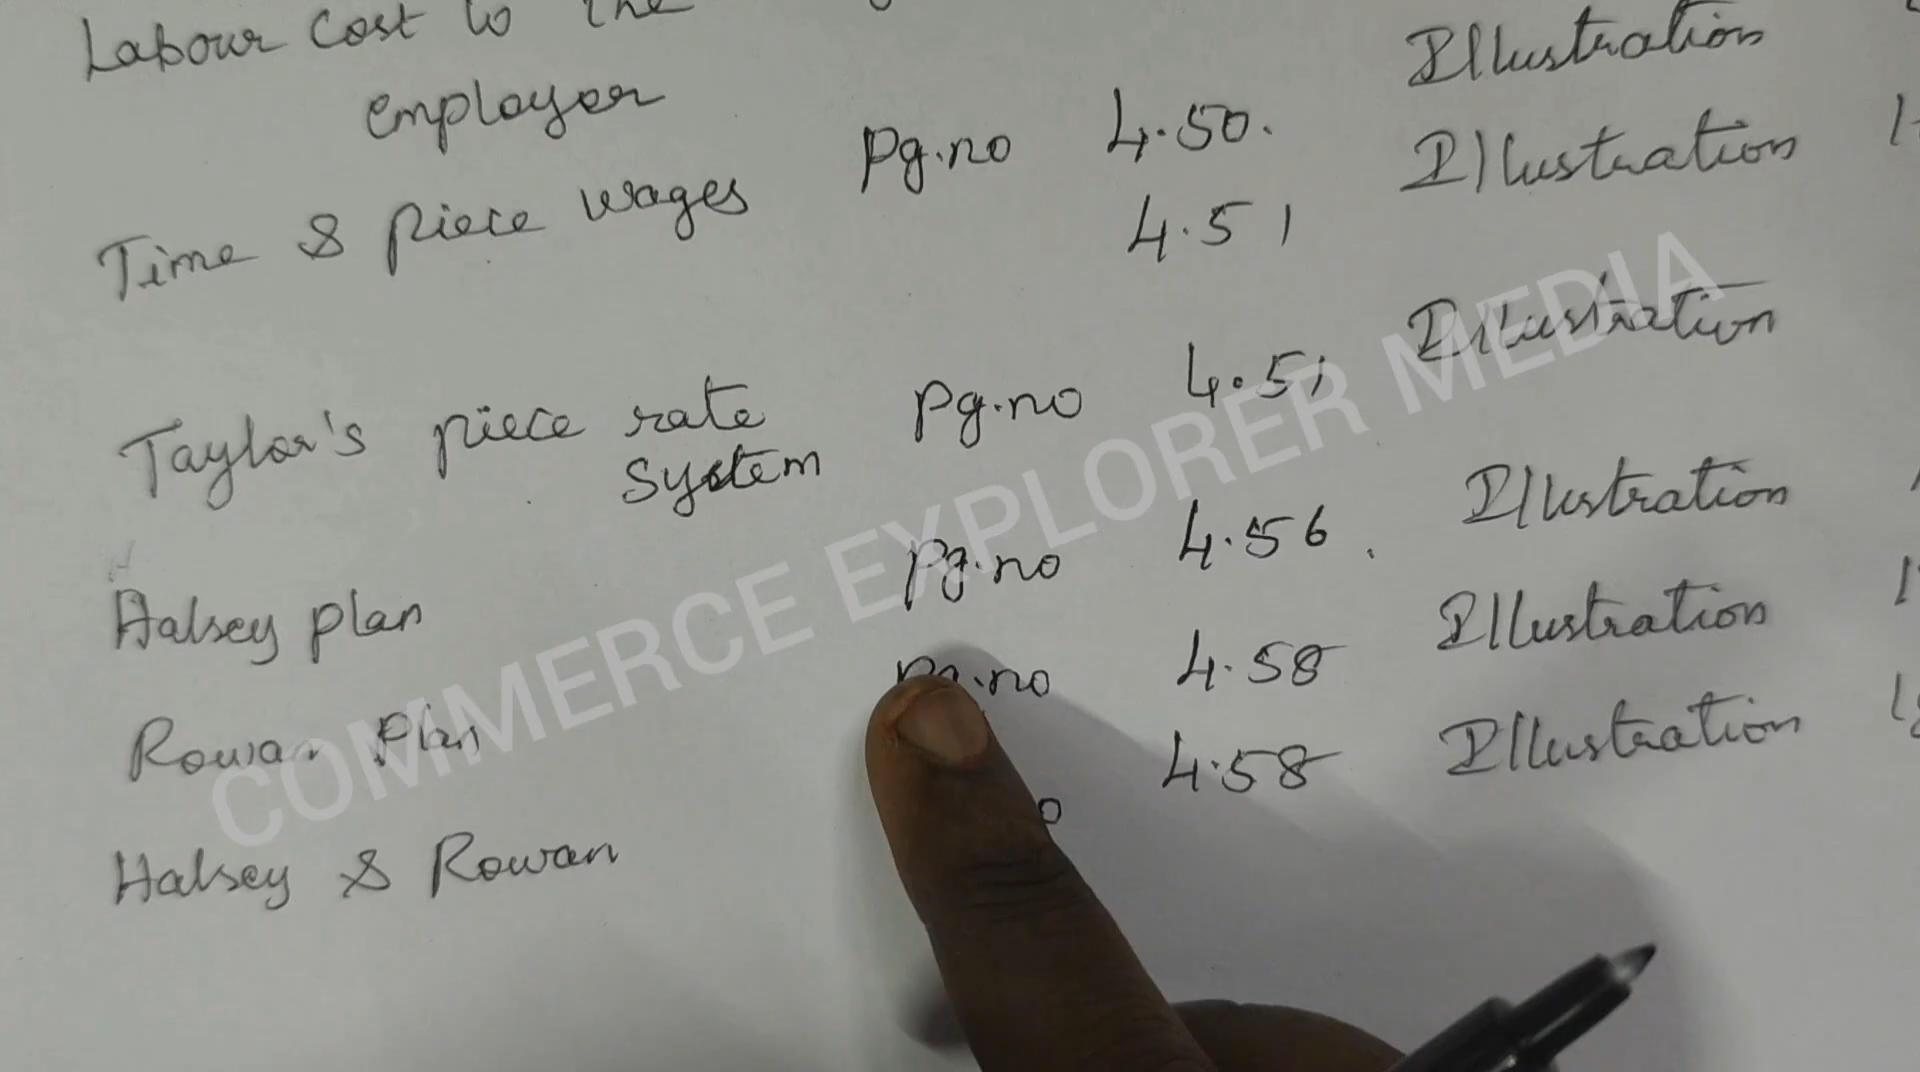 Labour Cost to the
employer
Time & piece wages Pg.no 4.50. Illustration
4.51 Illustration
Taylor's piece rate system Pg.no 4.51 Illustration
Halsey plan Pg.no 4.56. Illustration
Rowan Plan Pg.no 4.58 Illustration
Halsey & Rowan 4.58 Illustration
COMMERCE EXPLORER MEDIA